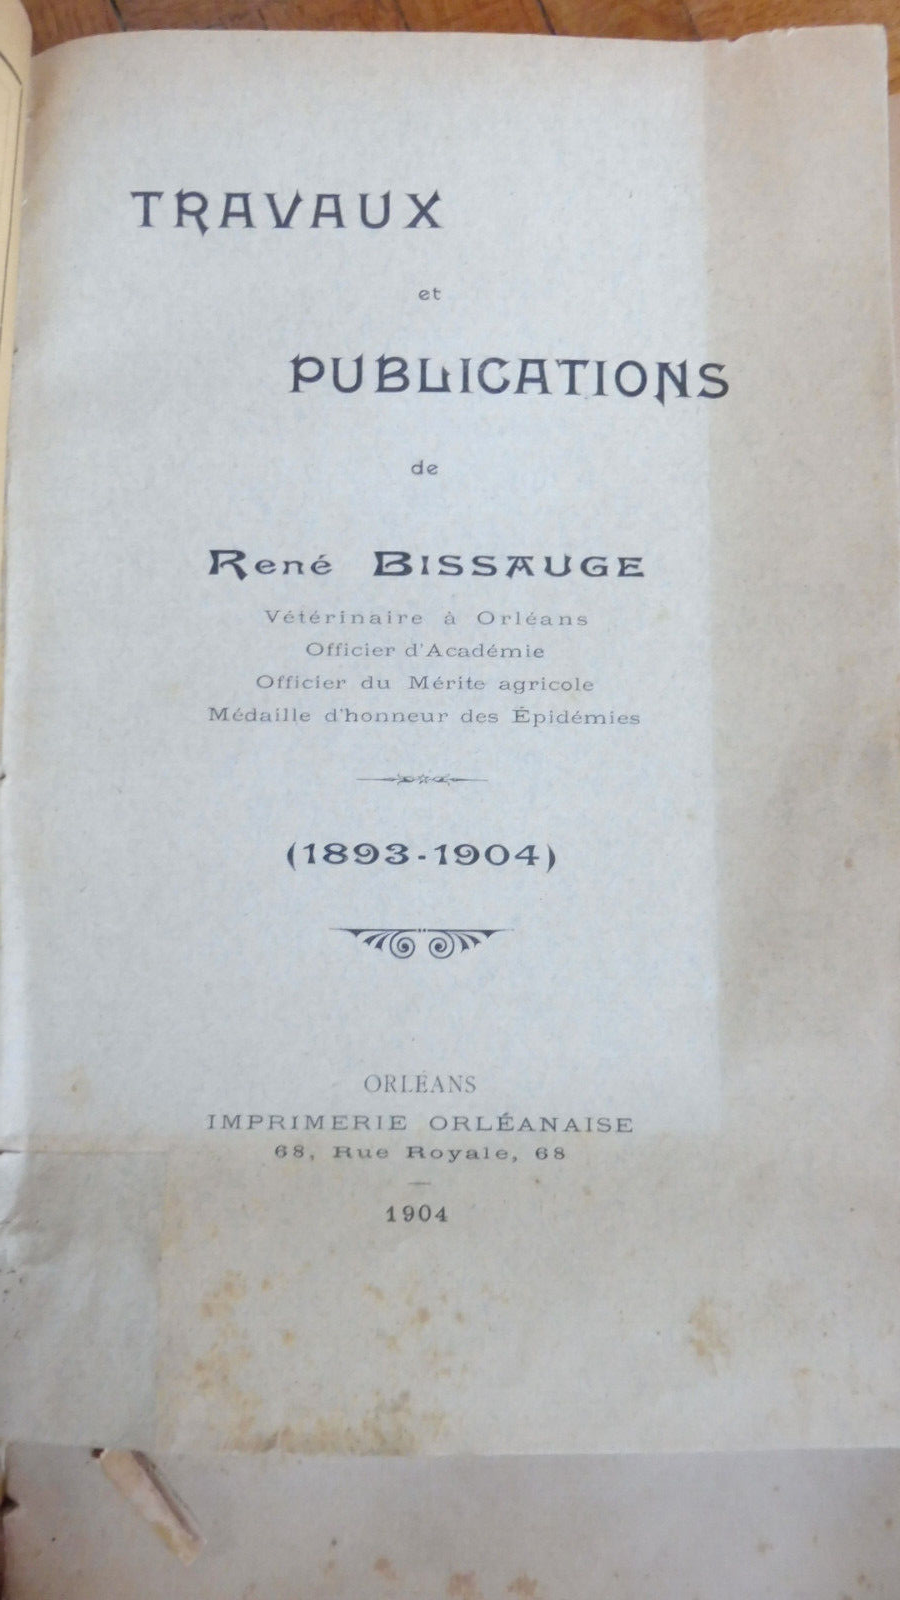 TRAVAUX
et
PUBLICATIONS
de
René BISSAUGE
Vétérinaire à Orléans
Officier d'Académie
Officier du Mérite agricole
Médaille d'honneur des Épidémies
(1893-1904)
ORLÉANS
IMPRIMERIE ORLÉANAISE
68, Rue Royale, 68
1904